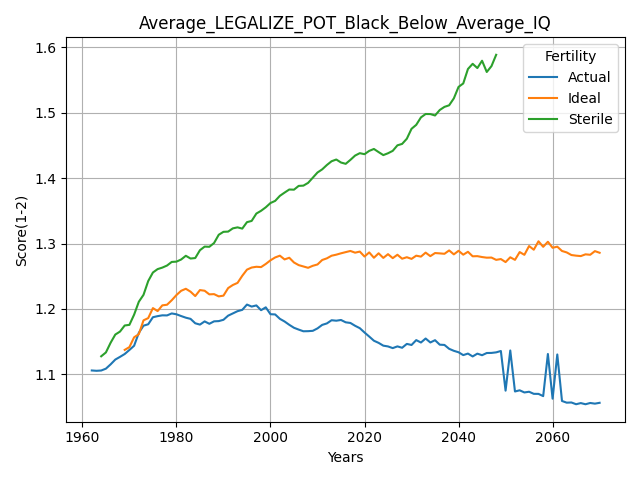 Average_LEGALIZE_POT_Black_Below_Average_IQ
Fertility
Actual
Ideal
Sterile
Score(1-2)
1.6
1.5
1.4
1.3
1.2
1.1
1960 1980 2000 2020 2040 2060
Years